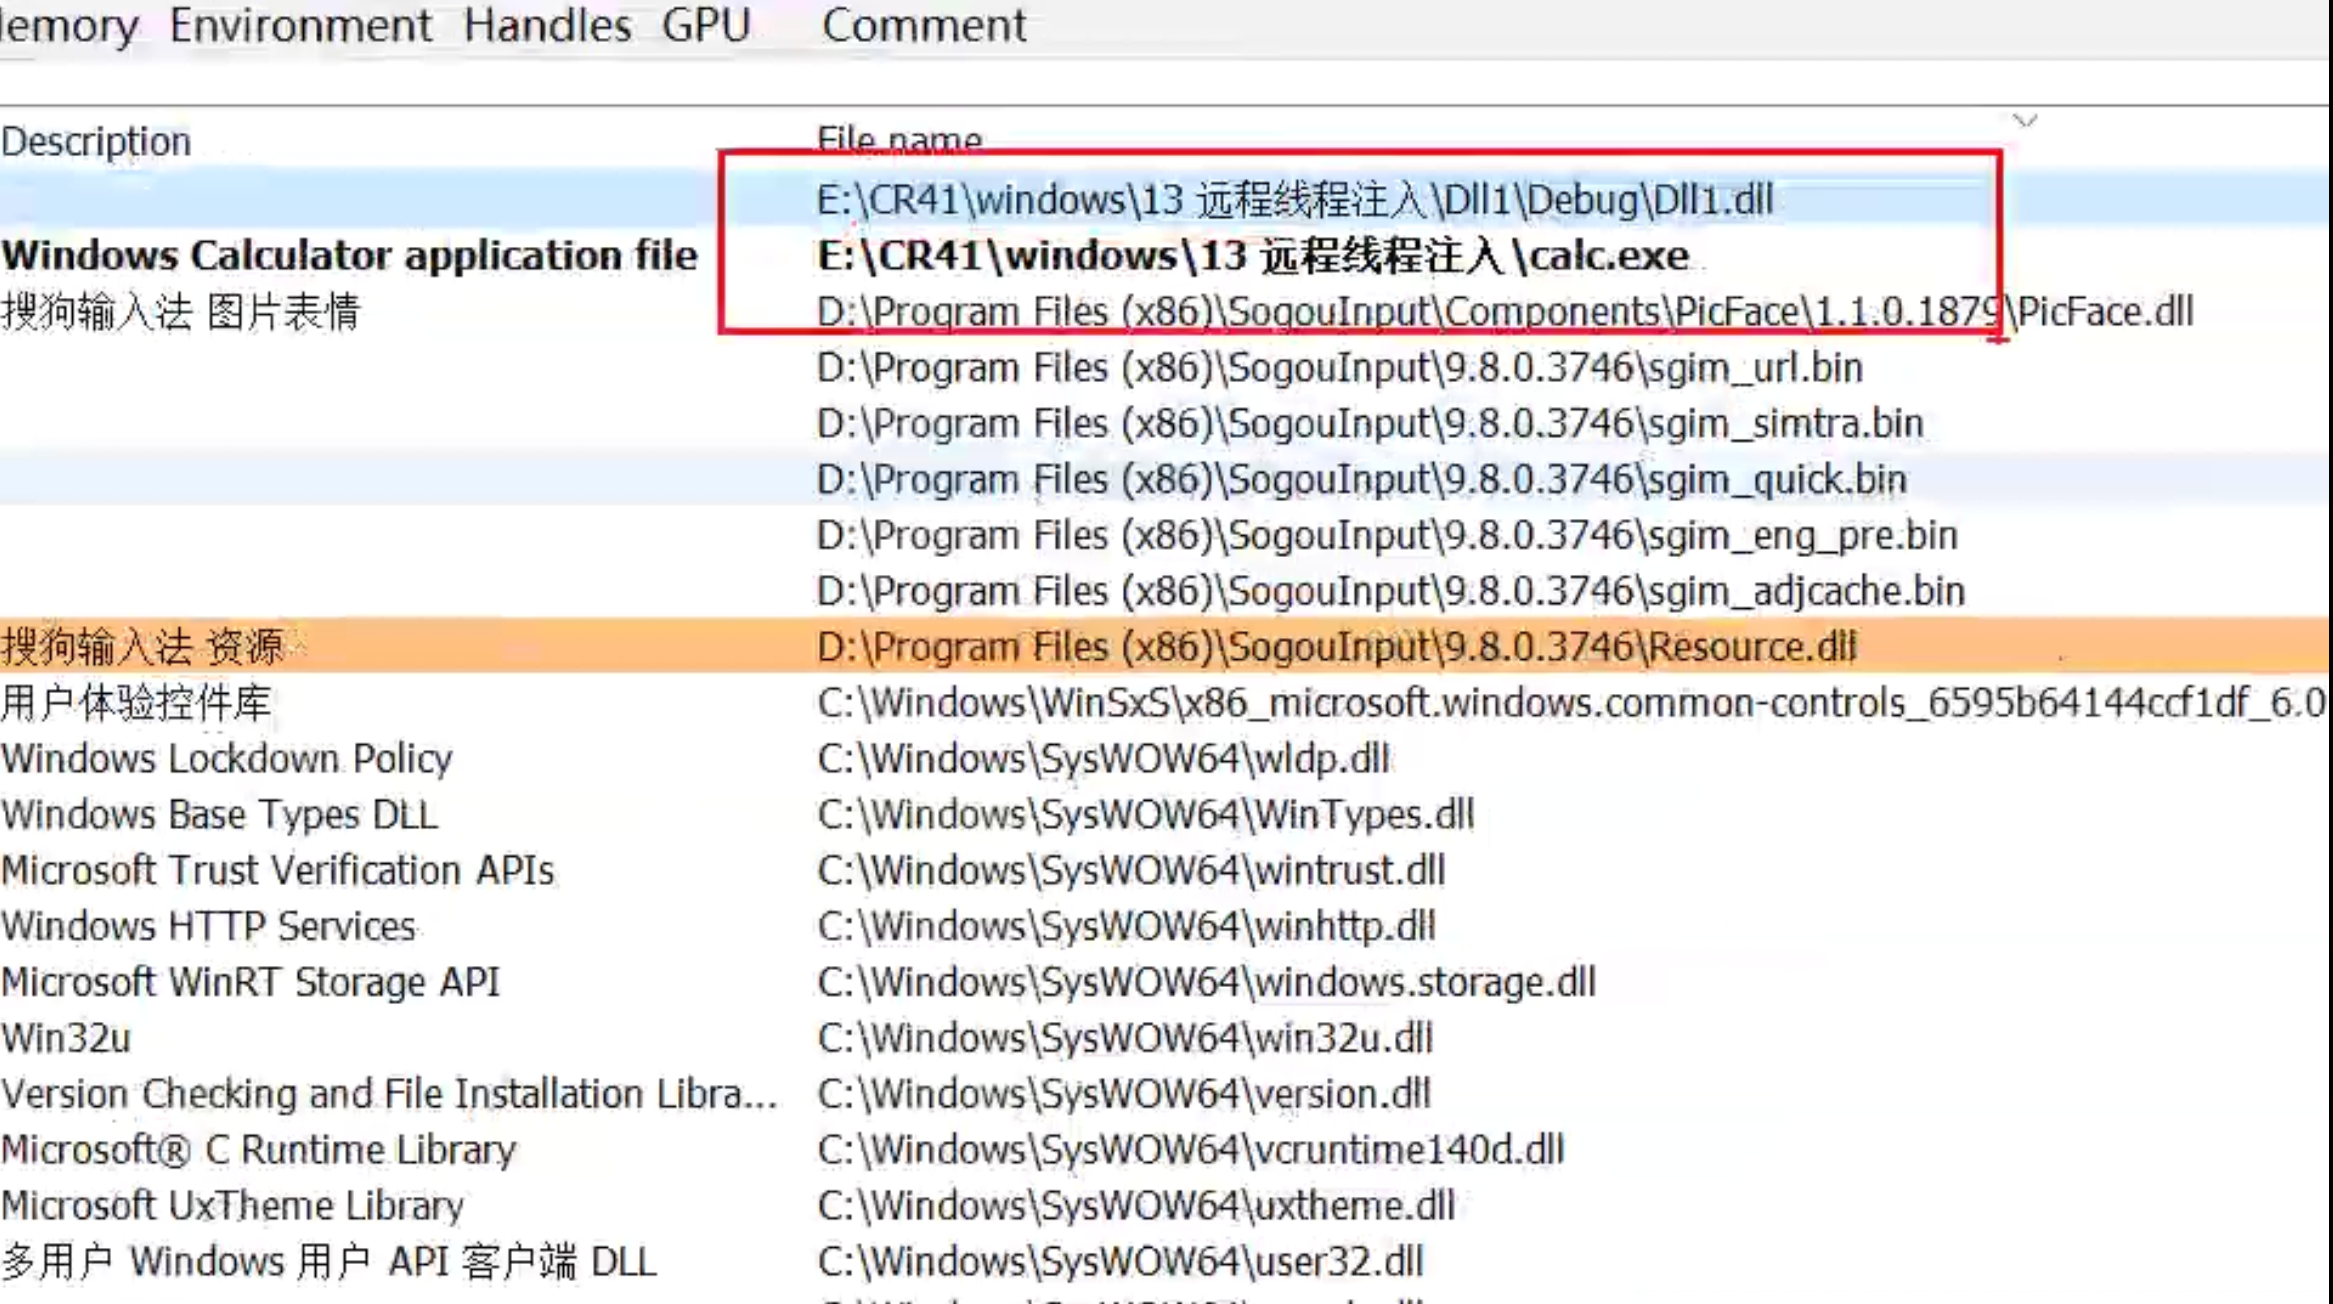 Environment Handles GPU Comment
Description File name
E:\CR41\windows\13 远程线程注入\Dll1\Debug\Dll1.dll
Windows Calculator application file E:\CR41\windows\13 远程线程注入\calc.exe
搜狗输入法 图片表情 D:\Program Files (x86)\SogouInput\Components\PicFace\1.1.0.1879\PicFace.dll
D:\Program Files (x86)\SogouInput\9.8.0.3746\sgim_url.bin
D:\Program Files (x86)\SogouInput\9.8.0.3746\sgim_simtra.bin
D:\Program Files (x86)\SogouInput\9.8.0.3746\sgim_quick.bin
D:\Program Files (x86)\SogouInput\9.8.0.3746\sgim_eng_pre.bin
D:\Program Files (x86)\SogouInput\9.8.0.3746\sgim_adjcache.bin
搜狗输入法 资源 D:\Program Files (x86)\SogouInput\9.8.0.3746\Resource.dll
用户体验控件库 C:\Windows\WinSxS\x86_microsoft.windows.common-controls_6595b64144ccf1df_6.0
Windows Lockdown Policy C:\Windows\SysWOW64\wldp.dll
Windows Base Types DLL C:\Windows\SysWOW64\WinTypes.dll
Microsoft Trust Verification APIs C:\Windows\SysWOW64\wintrust.dll
Windows HTTP Services C:\Windows\SysWOW64\winhttp.dll
Microsoft WinRT Storage API C:\Windows\SysWOW64\windows.storage.dll
Win32u C:\Windows\SysWOW64\win32u.dll
Version Checking and File Installation Libra... C:\Windows\SysWOW64\version.dll
Microsoft® C Runtime Library C:\Windows\SysWOW64\vcruntime140d.dll
Microsoft UxTheme Library C:\Windows\SysWOW64\uxtheme.dll
多用户 Windows 用户 API 客户端 DLL C:\Windows\SysWOW64\user32.dll